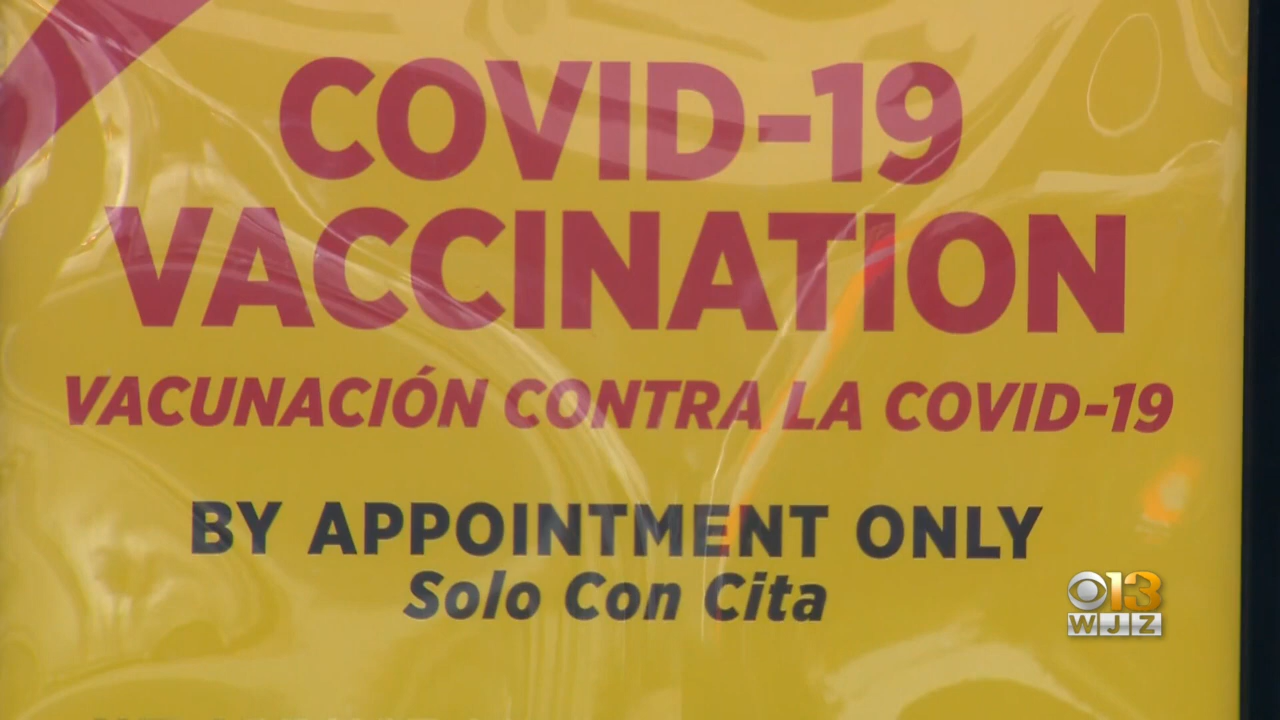 COVID-19
VACCINATION
VACUNACIÓN CONTRA LA COVID-19
BY APPOINTMENT ONLY
Solo Con Cita
13
WJZ